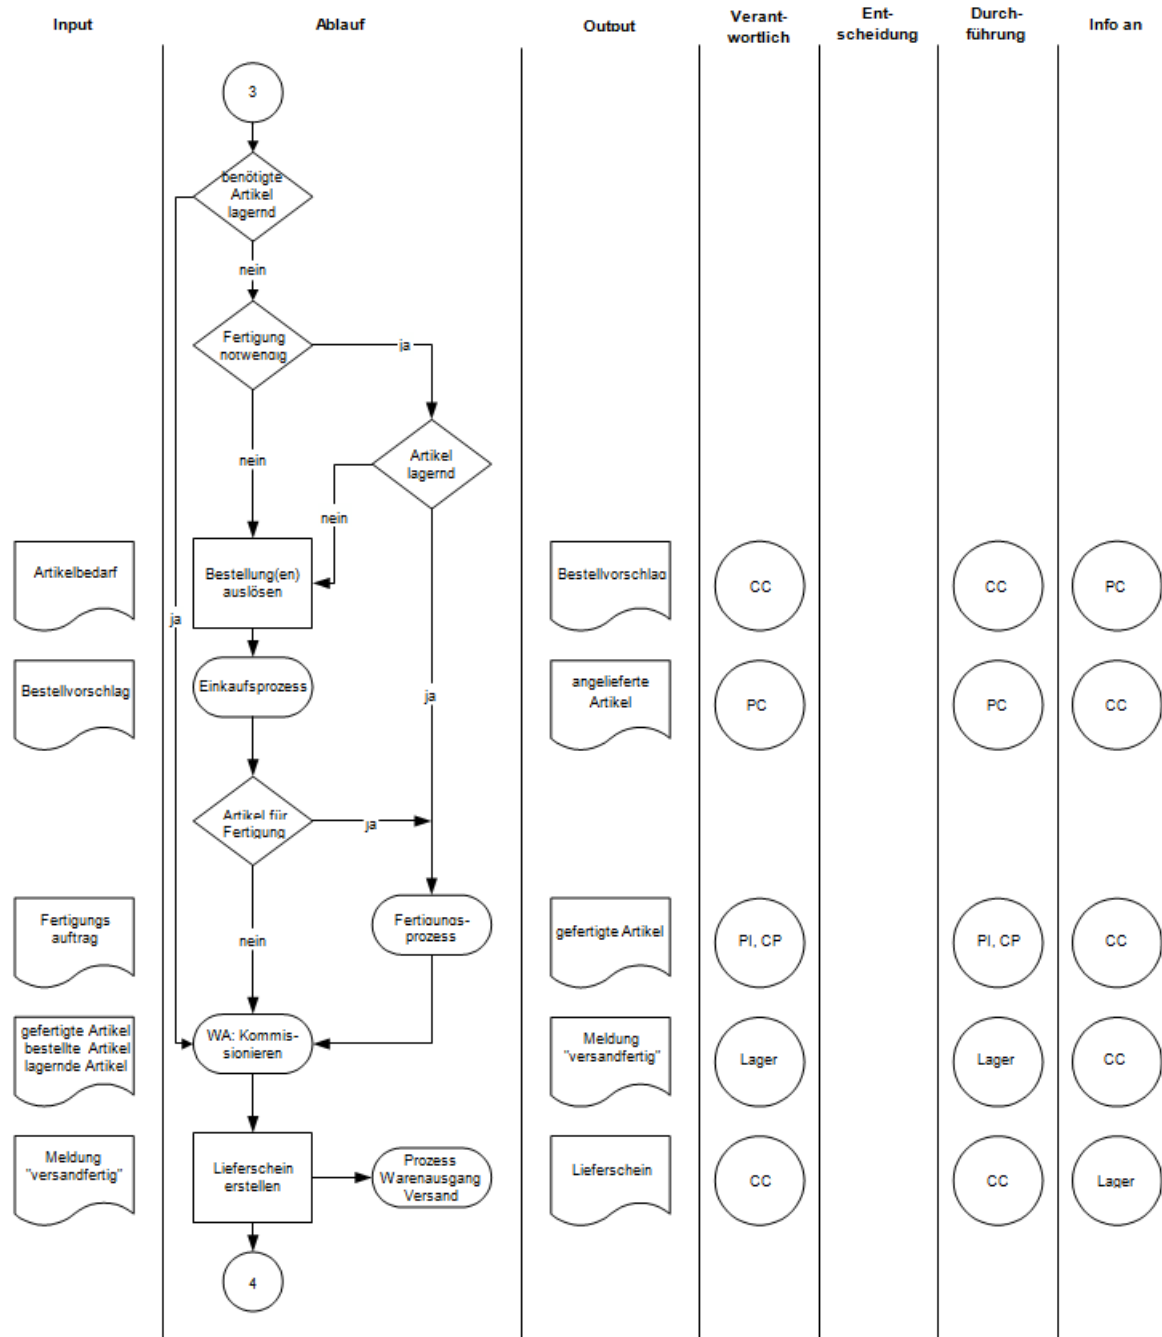 Input
Ablauf
Output
Verant-
wortlich
Ent-
scheidung
Durch-
führung
Info an
3
benötigte
Artikel
lagernd
nein
Fertigung
notwendig
ja
nein
Artikel
lagernd
nein
Artikelbedarf
Bestellung(en)
auslösen
Bestellvorschlag
CC
CC
PC
ja
Bestellvorschlag
Einkaufsprozess
ja
angelieferte
Artikel
PC
PC
CC
Artikel für
Fertigung
ja
Fertigungs
auftrag
nein
Fertigungs-
prozess
gefertigte Artikel
PI, CP
PI, CP
CC
gefertigte Artikel
bestellte Artikel
lagernde Artikel
WA: Kommis-
sionieren
Meldung
"versandfertig"
Lager
Lager
CC
Meldung
"versandfertig"
Lieferschein
erstellen
Prozess
Warenausgang
Versand
Lieferschein
CC
CC
Lager
4